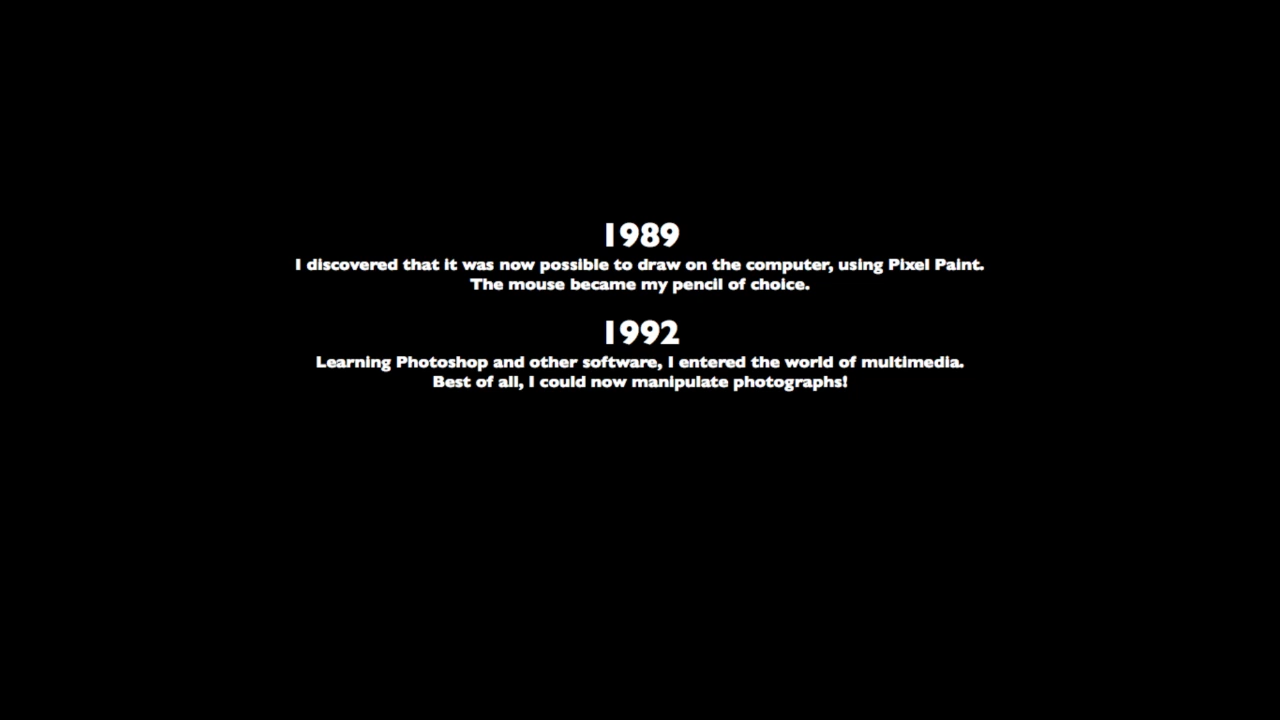 1989
I discovered that it was now possible to draw on the computer, using Pixel Paint.
The mouse became my pencil of choice.
1992
Learning Photoshop and other software, I entered the world of multimedia.
Best of all, I could now manipulate photographs!